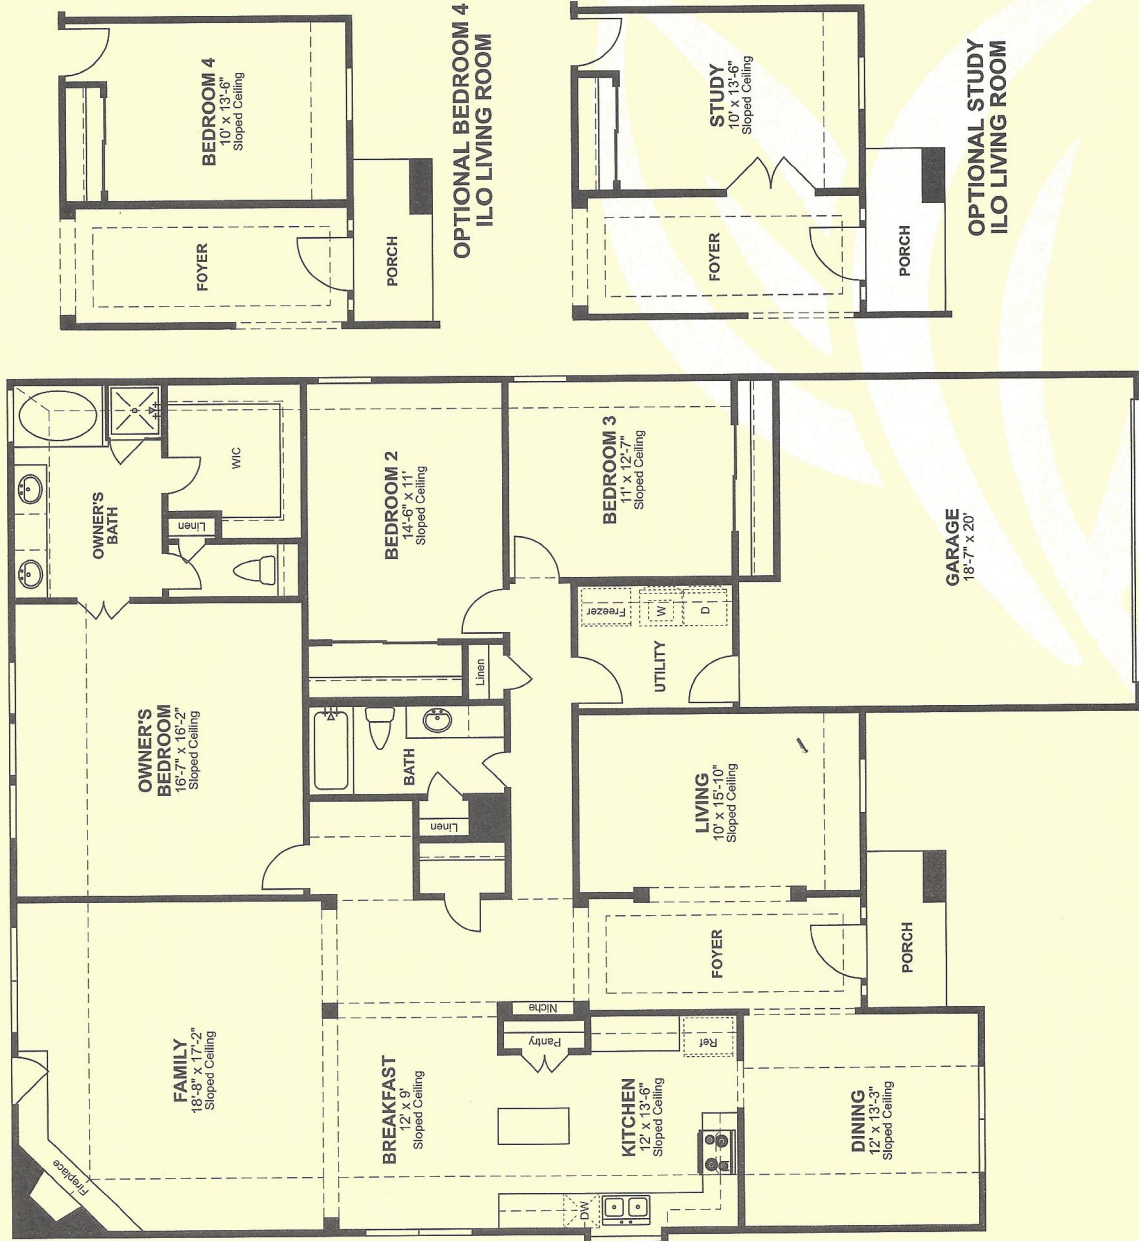 BEDROOM 4
10' x 13'-6"
Sloped Ceiling
FOYER
PORCH
OPTIONAL BEDROOM 4
ILO LIVING ROOM
STUDY
10' x 13'-6"
Sloped Ceiling
FOYER
PORCH
OPTIONAL STUDY
ILO LIVING ROOM
OWNER'S
BATH
WIC
Linen
BEDROOM 2
14'-6" x 11'
Sloped Ceiling
BEDROOM 3
11' x 12'-7"
Sloped Ceiling
GARAGE
18'-7" x 20'
OWNER'S
BEDROOM
16'-7" x 16'-2"
Sloped Ceiling
Linen
BATH
Linen
UTILITY
Freezer
W
D
LIVING
10' x 15'-10"
Sloped Ceiling
FOYER
PORCH
FAMILY
18'-8" x 17'-2"
Sloped Ceiling
Fireplace
BREAKFAST
12' x 9'
Sloped Ceiling
Niche
Pantry
Ref
KITCHEN
12' x 13'-6"
Sloped Ceiling
DW
DINING
12' x 13'-3"
Sloped Ceiling